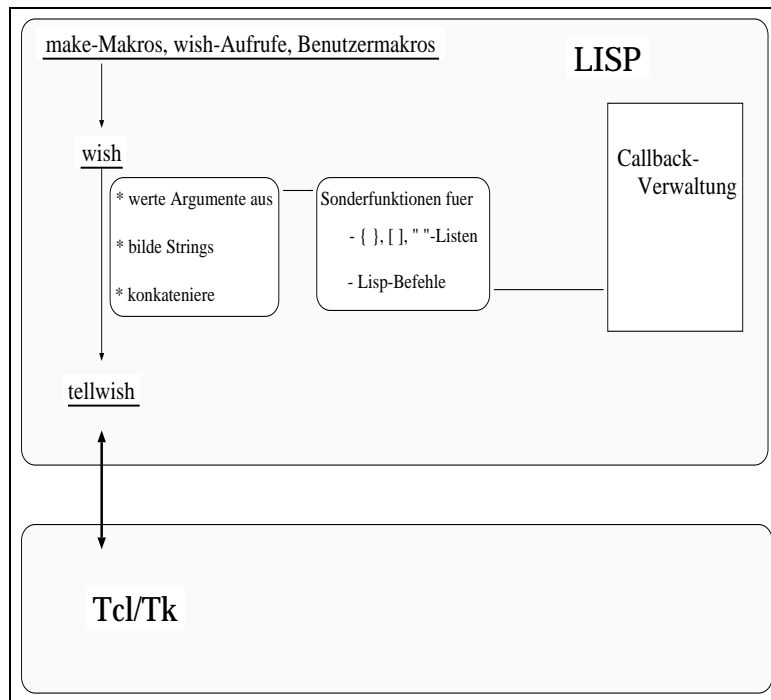 make-Makros, wish-Aufrufe, Benutzermakros
LISP
wish
Callback-
Verwaltung
* werte Argumente aus
* bilde Strings
* konkateniere
Sonderfunktionen fuer
- { }, [ ], " "-Listen
- Lisp-Befehle
tellwish
Tcl/Tk